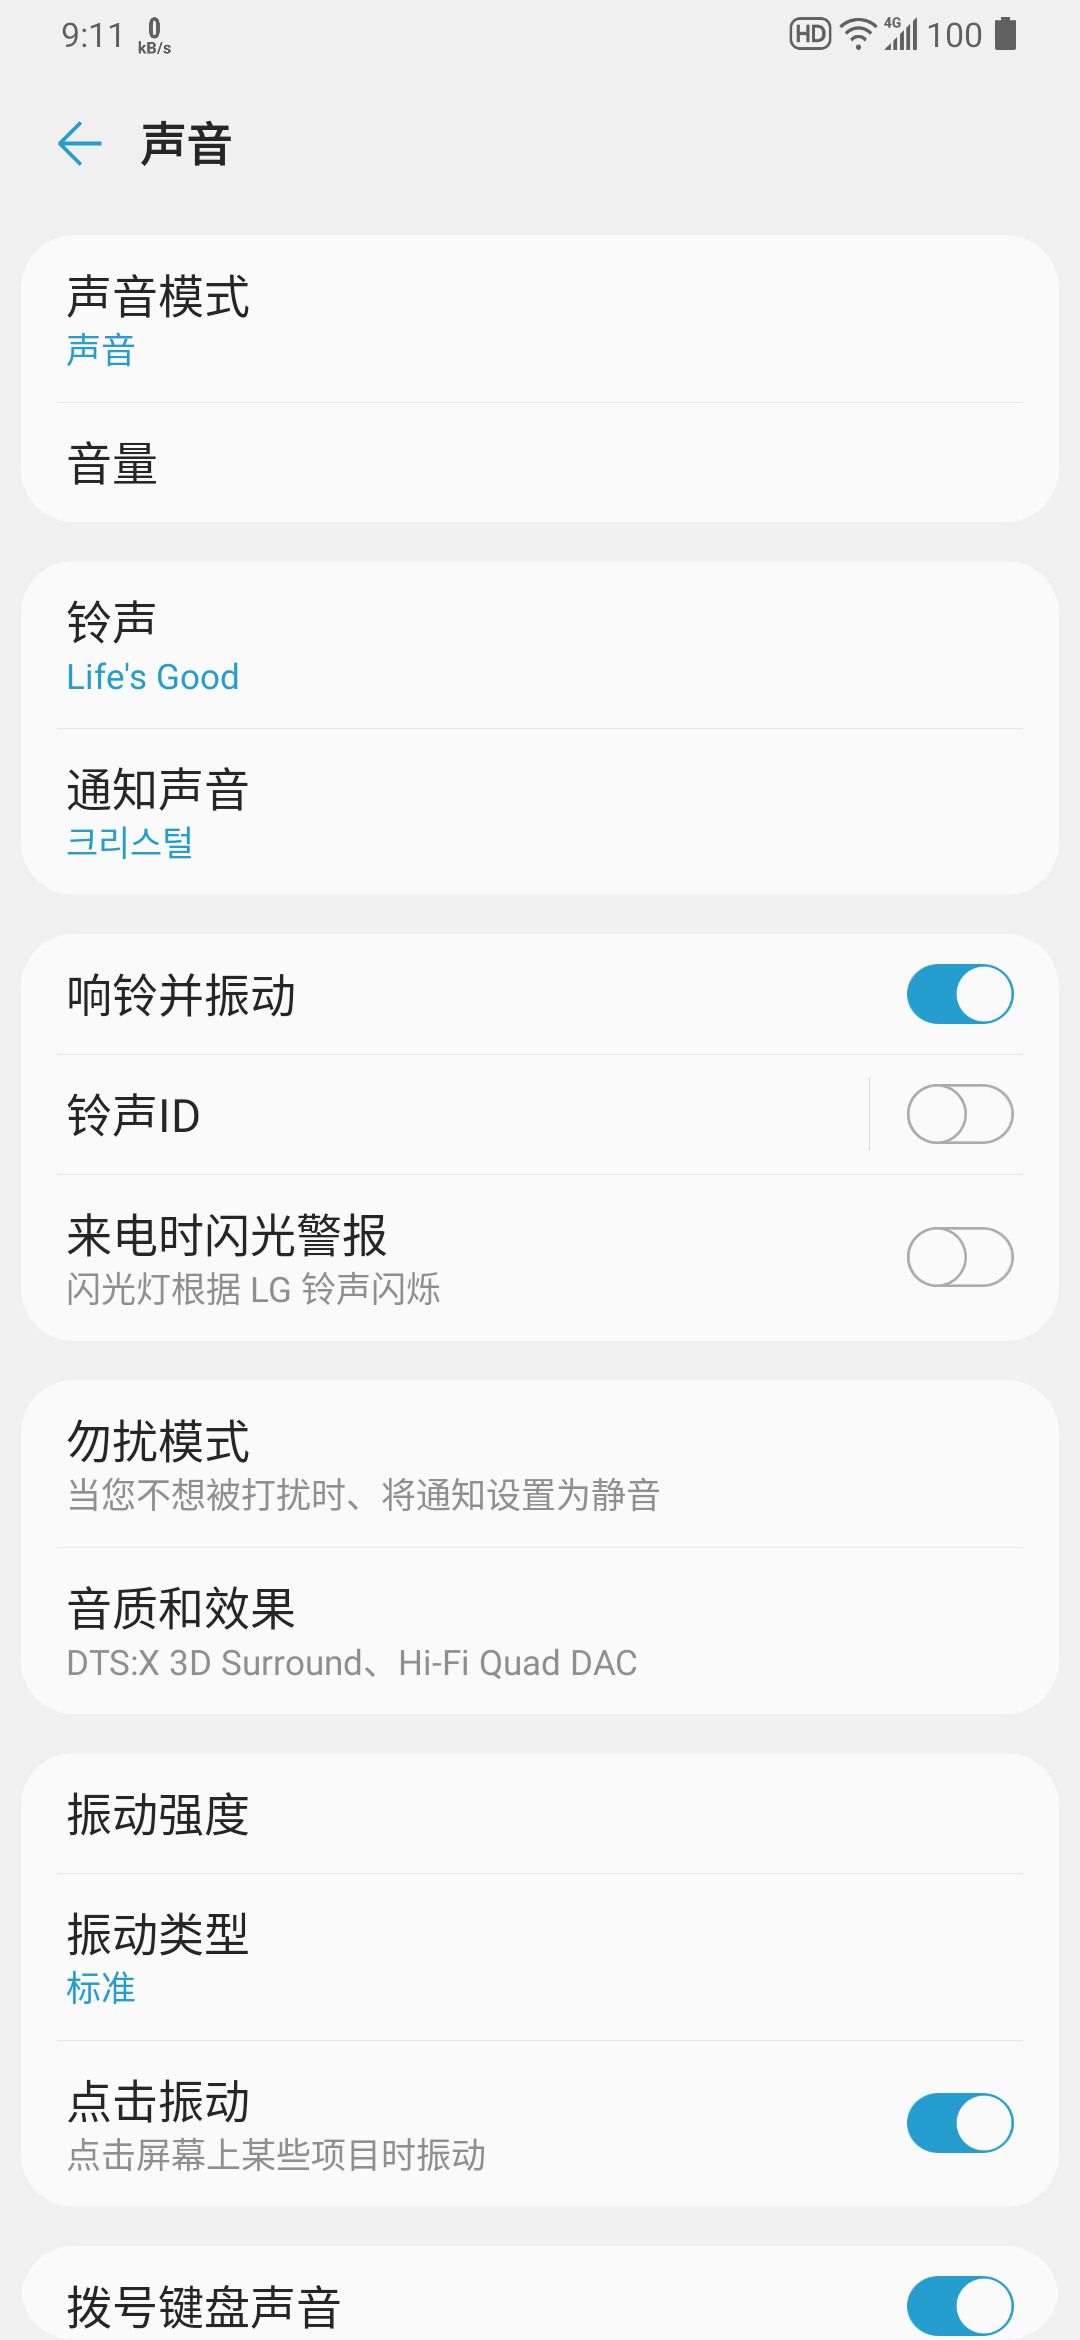 9:11 0 kB/s HD 4G 100
声音
声音模式
声音
音量
铃声
Life's Good
通知声音
크리스털
响铃并振动
铃声ID
来电时闪光警报
闪光灯根据 LG 铃声闪烁
勿扰模式
当您不想被打扰时、将通知设置为静音
音质和效果
DTS:X 3D Surround、Hi-Fi Quad DAC
振动强度
振动类型
标准
点击振动
点击屏幕上某些项目时振动
拨号键盘声音